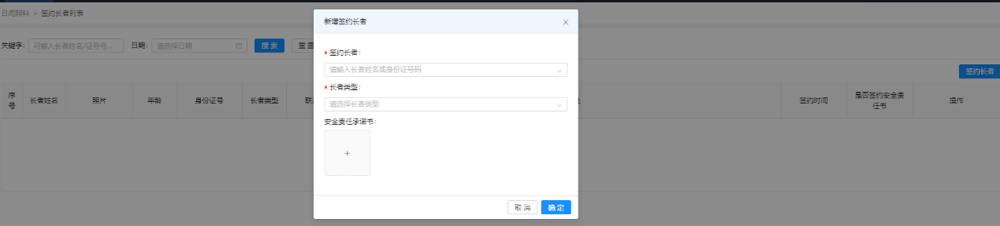 日间照料 > 签约长者列表
新增签约长者
签约长者：
关键字：
可输入长者姓名/证号号...
日期：
请选择日期
搜 索
重 置
请输入长者姓名或身份证号码
签约长者
长者类型：
请选择长者类型
序号
长者姓名
照片
年龄
身份证号
长者类型
签约时间
是否签约安全责
任书
操作
安全责任承诺书：
+
取 消
确 定